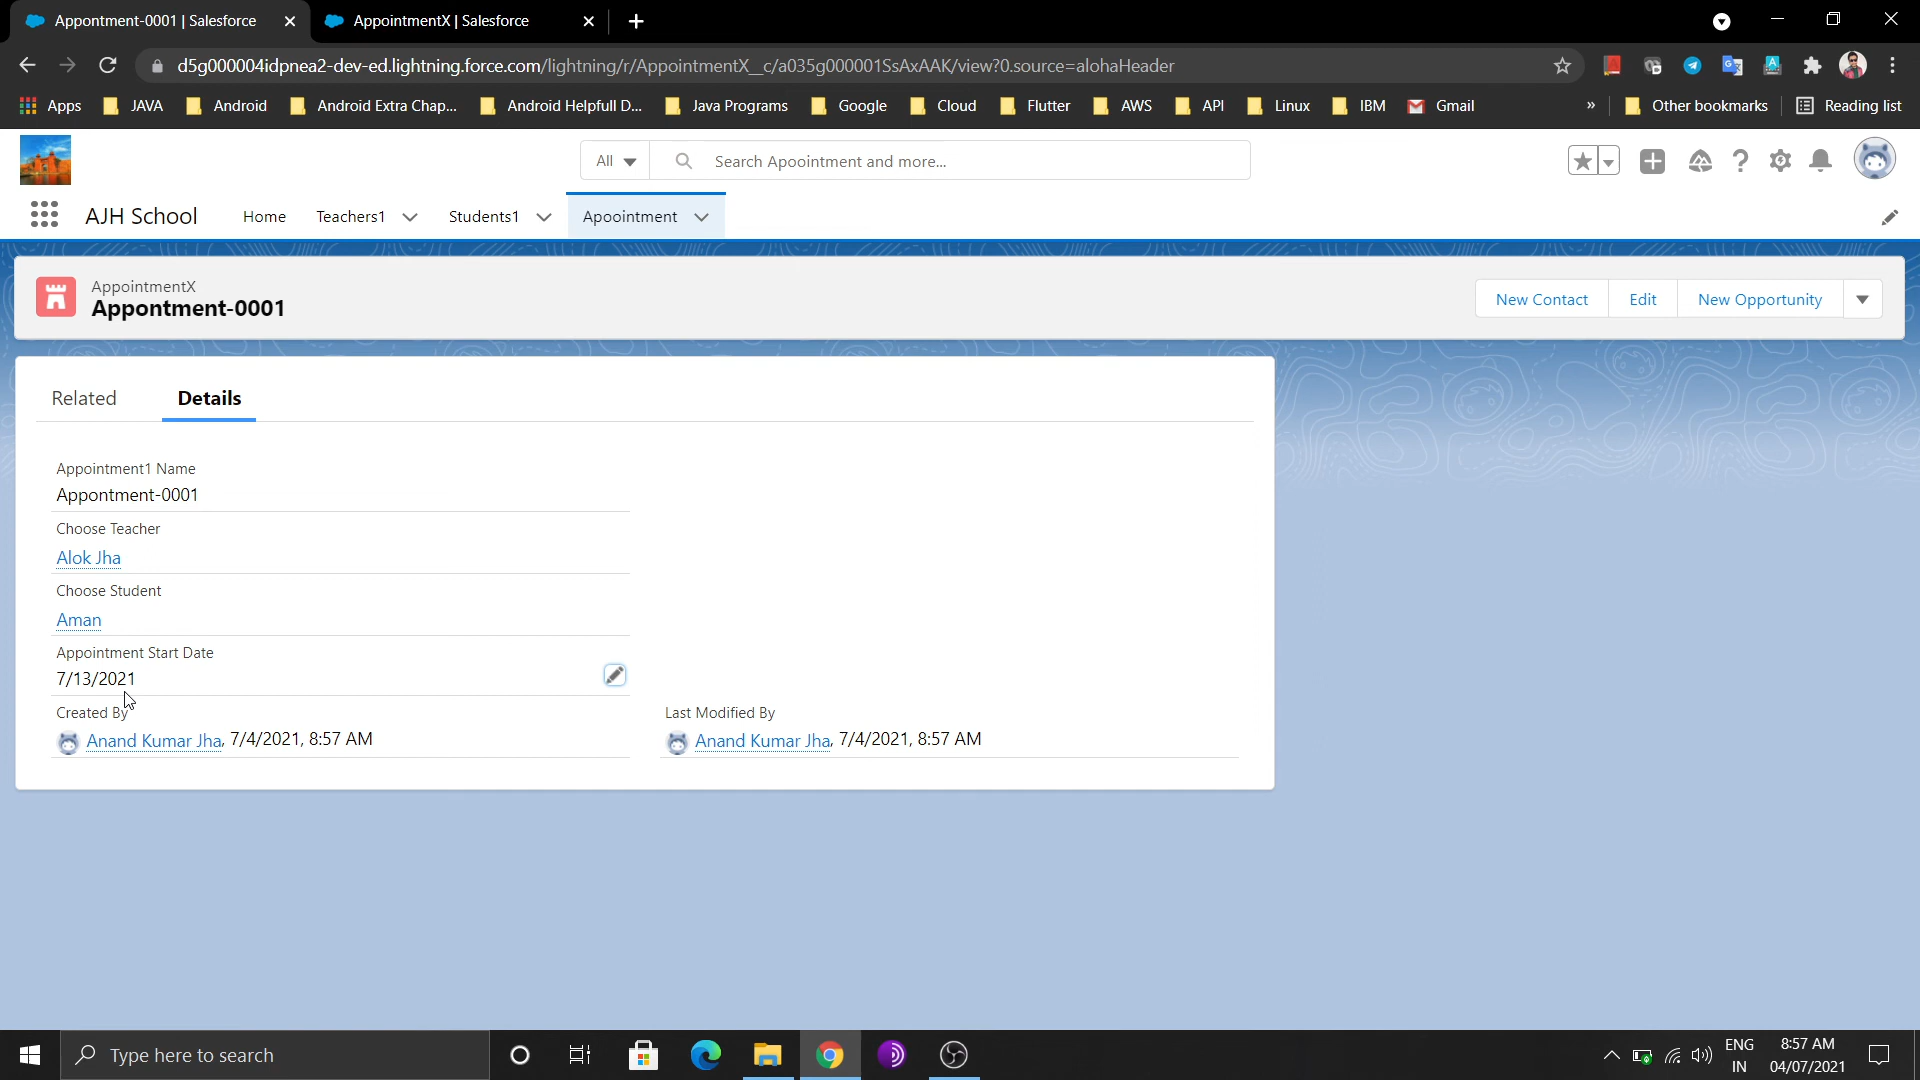 Appontment-0001 | Salesforce
AppointmentX | Salesforce
d5g000004idpnea2-dev-ed.lightning.force.com/lightning/r/AppointmentX__c/a035g000001SsAxAAK/view?0.source=alohaHeader
Apps JAVA Android Android Extra Chap... Android Helpfull D... Java Programs Google Cloud Flutter AWS API Linux IBM Gmail » Other bookmarks Reading list
All Search Apoointment and more...
AJH School Home Teachers1 Students1 Apoointment
AppointmentX
Appontment-0001
New Contact Edit New Opportunity
Related Details
Appointment1 Name
Appontment-0001
Choose Teacher
Alok Jha
Choose Student
Aman
Appointment Start Date
7/13/2021
Created By
Anand Kumar Jha, 7/4/2021, 8:57 AM
Last Modified By
Anand Kumar Jha, 7/4/2021, 8:57 AM
Type here to search
ENG
IN
8:57 AM
04/07/2021